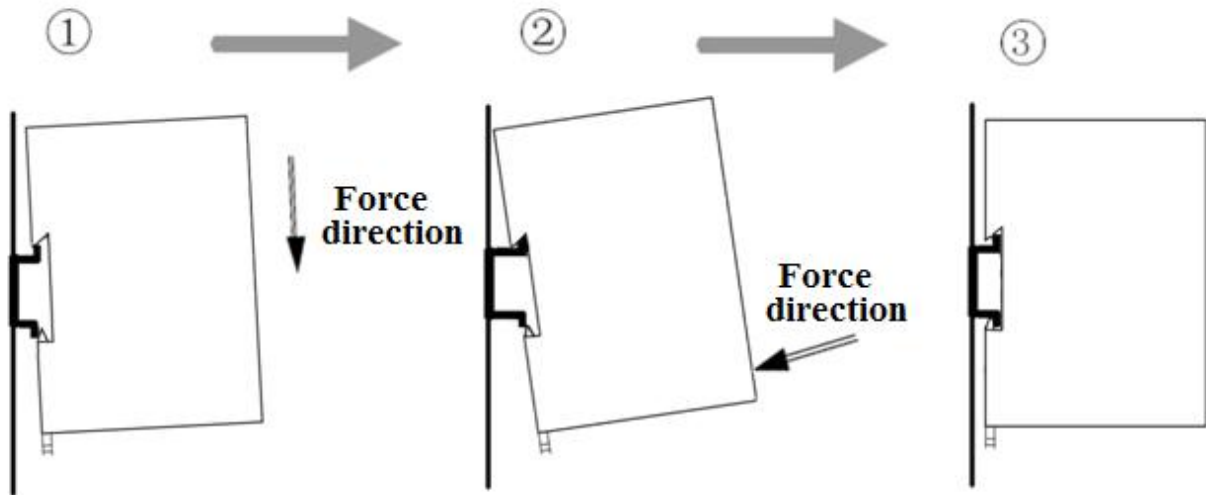 ①
②
③
Force
direction
Force
direction